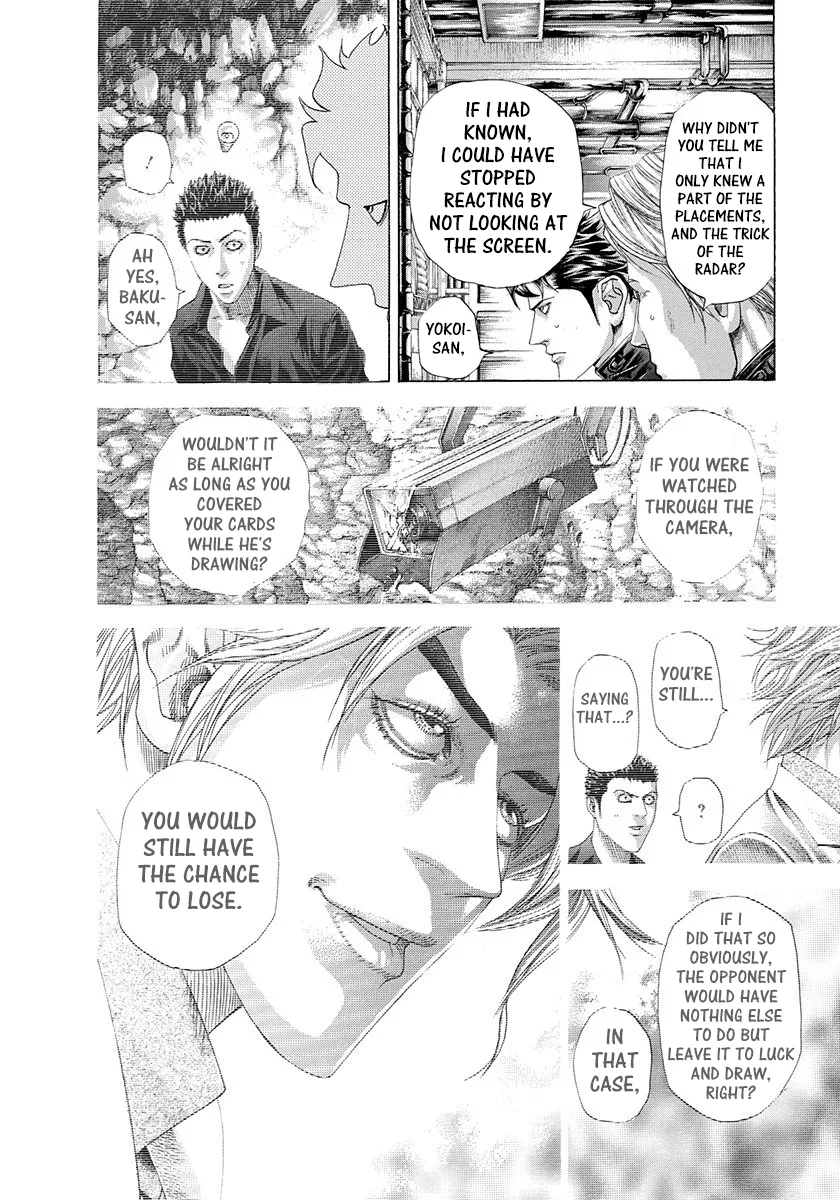 WHY DIDN'T
YOU TELL ME
THAT I
ONLY KNEW A
PART OF THE
PLACEMENTS,
AND THE TRICK
OF THE
RADAR?
IF I HAD
KNOWN,
I COULD HAVE
STOPPED
REACTING BY
NOT LOOKING AT
THE SCREEN.
YOKOI-
SAN,
!
AH
YES,
BAKU-
SAN,
IF YOU WERE
WATCHED
THROUGH THE
CAMERA,
WOULDN'T IT
BE ALRIGHT
AS LONG AS YOU
COVERED
YOUR CARDS
WHILE HE'S
DRAWING?
YOU'RE
STILL...
SAYING
THAT...?
?
IF I
DID THAT SO
OBVIOUSLY,
THE OPPONENT
WOULD HAVE
NOTHING ELSE
TO DO BUT
LEAVE IT TO LUCK
AND DRAW,
RIGHT?
IN
THAT
CASE,
YOU WOULD
STILL HAVE
THE CHANCE
TO LOSE.